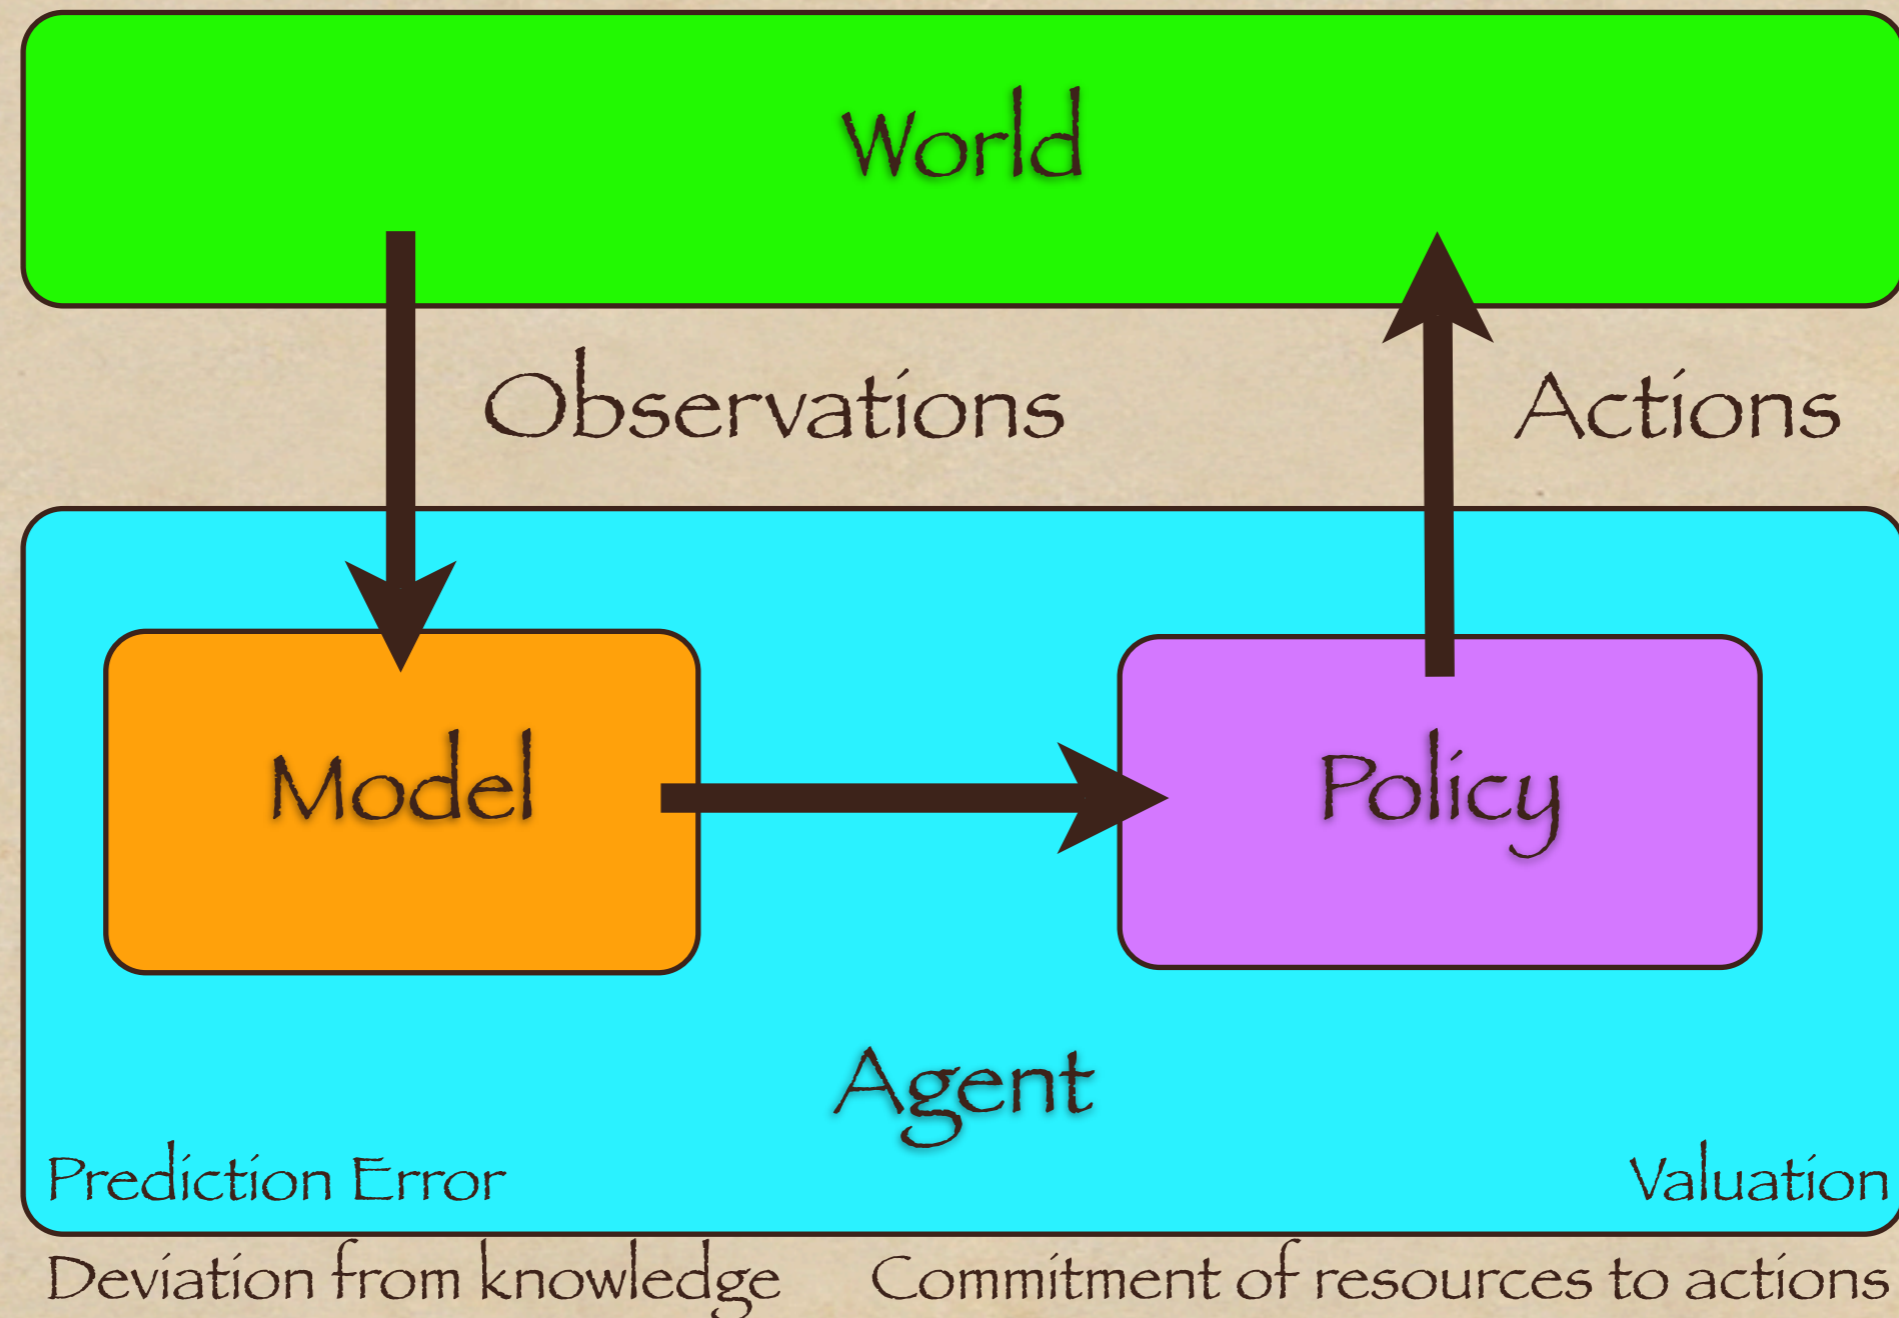 World
Observations
Actions
Model
Policy
Agent
Prediction Error
Valuation
Deviation from knowledge
Commitment of resources to actions